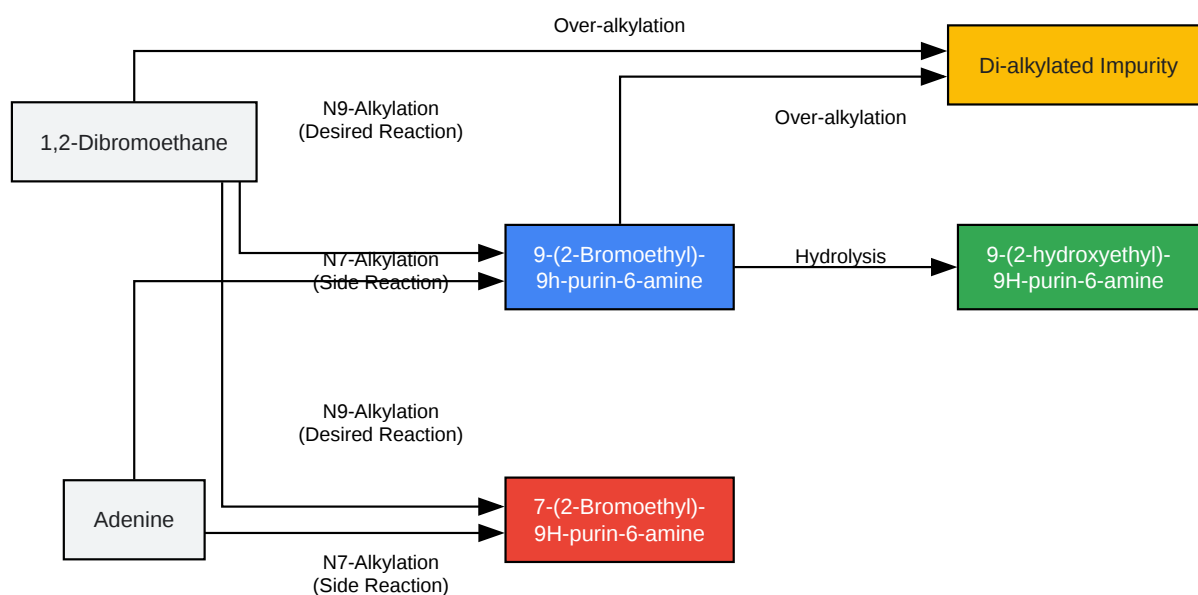 Over-alkylation
Di-alkylated Impurity
1,2-Dibromoethane
N9-Alkylation
(Desired Reaction)
Over-alkylation
N7-Alkylation
(Side Reaction)
9-(2-Bromoethyl)-
9h-purin-6-amine
Hydrolysis
9-(2-hydroxyethyl)-
9H-purin-6-amine
N9-Alkylation
(Desired Reaction)
Adenine
7-(2-Bromoethyl)-
9H-purin-6-amine
N7-Alkylation
(Side Reaction)